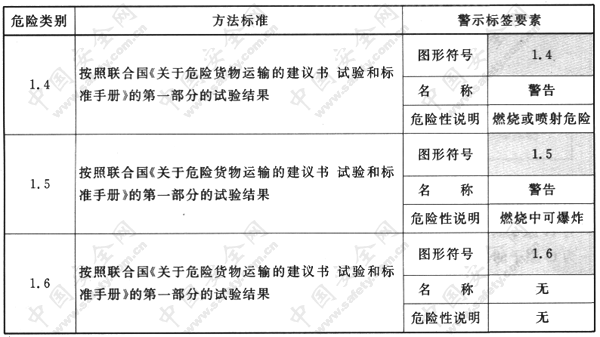 危险类别 方法标准 警示标签要素
1.4 按照联合国《关于危险货物运输的建议书 试验和标
准手册》的第一部分的试验结果
图形符号 1.4
名 称 警告
危险性说明 燃烧或喷射危险
1.5 按照联合国《关于危险货物运输的建议书 试验和标
准手册》的第一部分的试验结果
图形符号 1.5
名 称 警告
危险性说明 燃烧中可爆炸
1.6 按照联合国《关于危险货物运输的建议书 试验和标
准手册》的第一部分的试验结果
图形符号 1.6
名 称 无
危险性说明 无
中国安全网
www.safety.com.cn